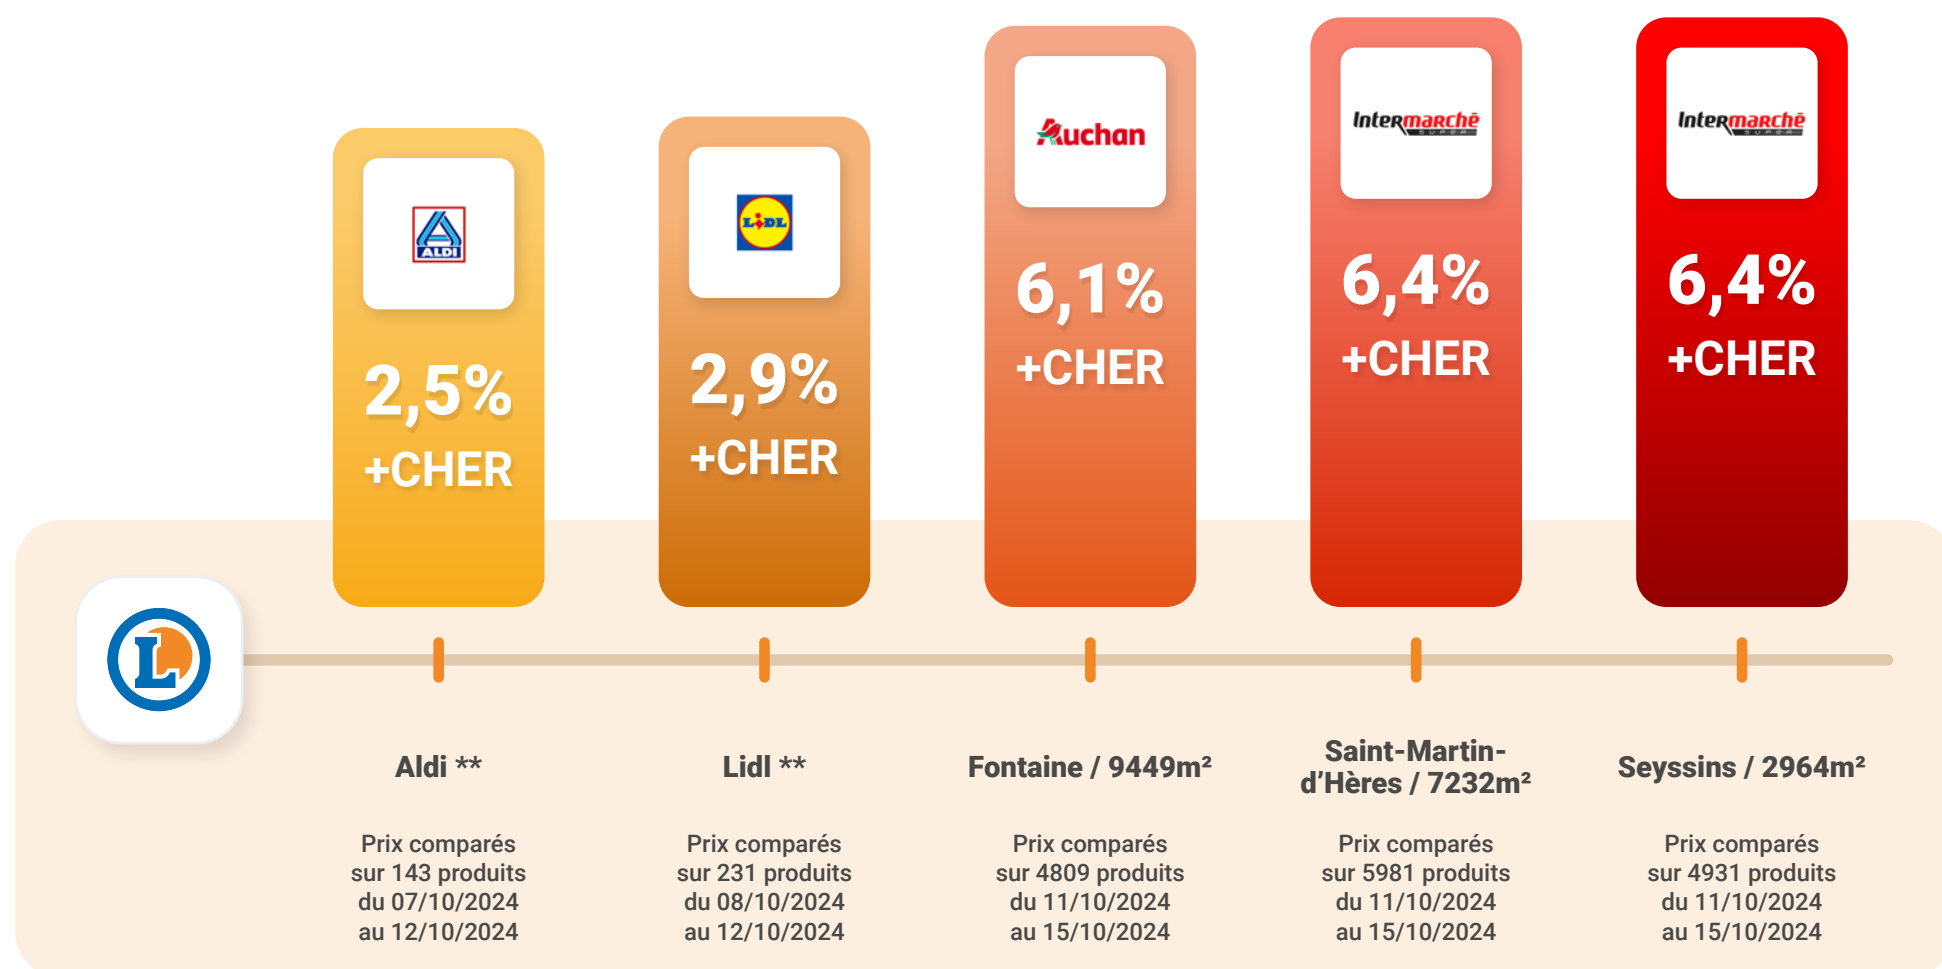 ALDI
2,5%
+CHER
LIDL
2,9%
+CHER
Auchan
6,1%
+CHER
Intermarchē
SUPER
6,4%
+CHER
Intermarchē
SUPER
6,4%
+CHER
L
Aldi **
Prix comparés
sur 143 produits
du 07/10/2024
au 12/10/2024
Lidl **
Prix comparés
sur 231 produits
du 08/10/2024
au 12/10/2024
Fontaine / 9449m²
Prix comparés
sur 4809 produits
du 11/10/2024
au 15/10/2024
Saint-Martin-
d’Hères / 7232m²
Prix comparés
sur 5981 produits
du 11/10/2024
au 15/10/2024
Seyssins / 2964m²
Prix comparés
sur 4931 produits
du 11/10/2024
au 15/10/2024